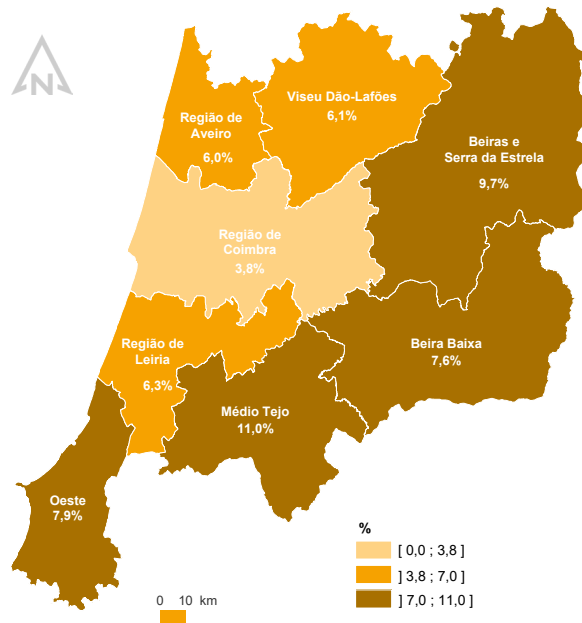 N
Viseu Dão-Lafões
6,1%
Região de
Aveiro
6,0%
Beiras e
Serra da Estrela
9,7%
Região de
Coimbra
3,8%
Região de
Leiria
6,3%
Beira Baixa
7,6%
Médio Tejo
11,0%
Oeste
7,9%
%
[ 0,0 ; 3,8 ]
] 3,8 ; 7,0 ]
] 7,0 ; 11,0 ]
0 10 km